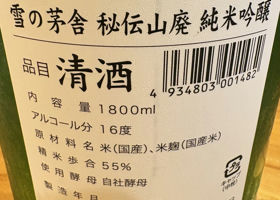 雪の茅舎 秘伝山廃 純米吟醸
品目 清酒
4 934803 001482
内容量 1800ml
アルコール分 16度
原材料名 米(国産)、米麹(国産米)
精米歩合 55%
使用酵母 自社酵母
製造年月